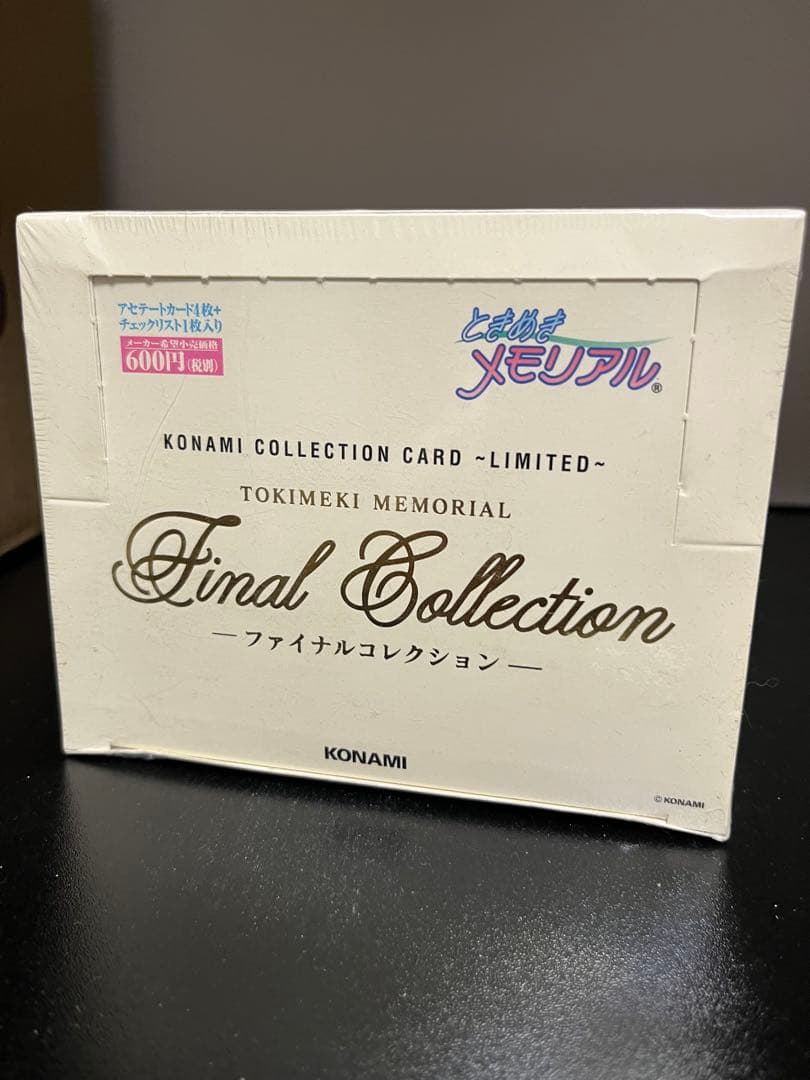 アセテートカード4枚+
チェックリスト1枚入り
メーカー希望小売価格
600円(税別)
ときめき
メモリアル®
KONAMI COLLECTION CARD ~LIMITED~
TOKIMEKI MEMORIAL
Final Collection
―ファイナルコレクション―
KONAMI
©KONAMI